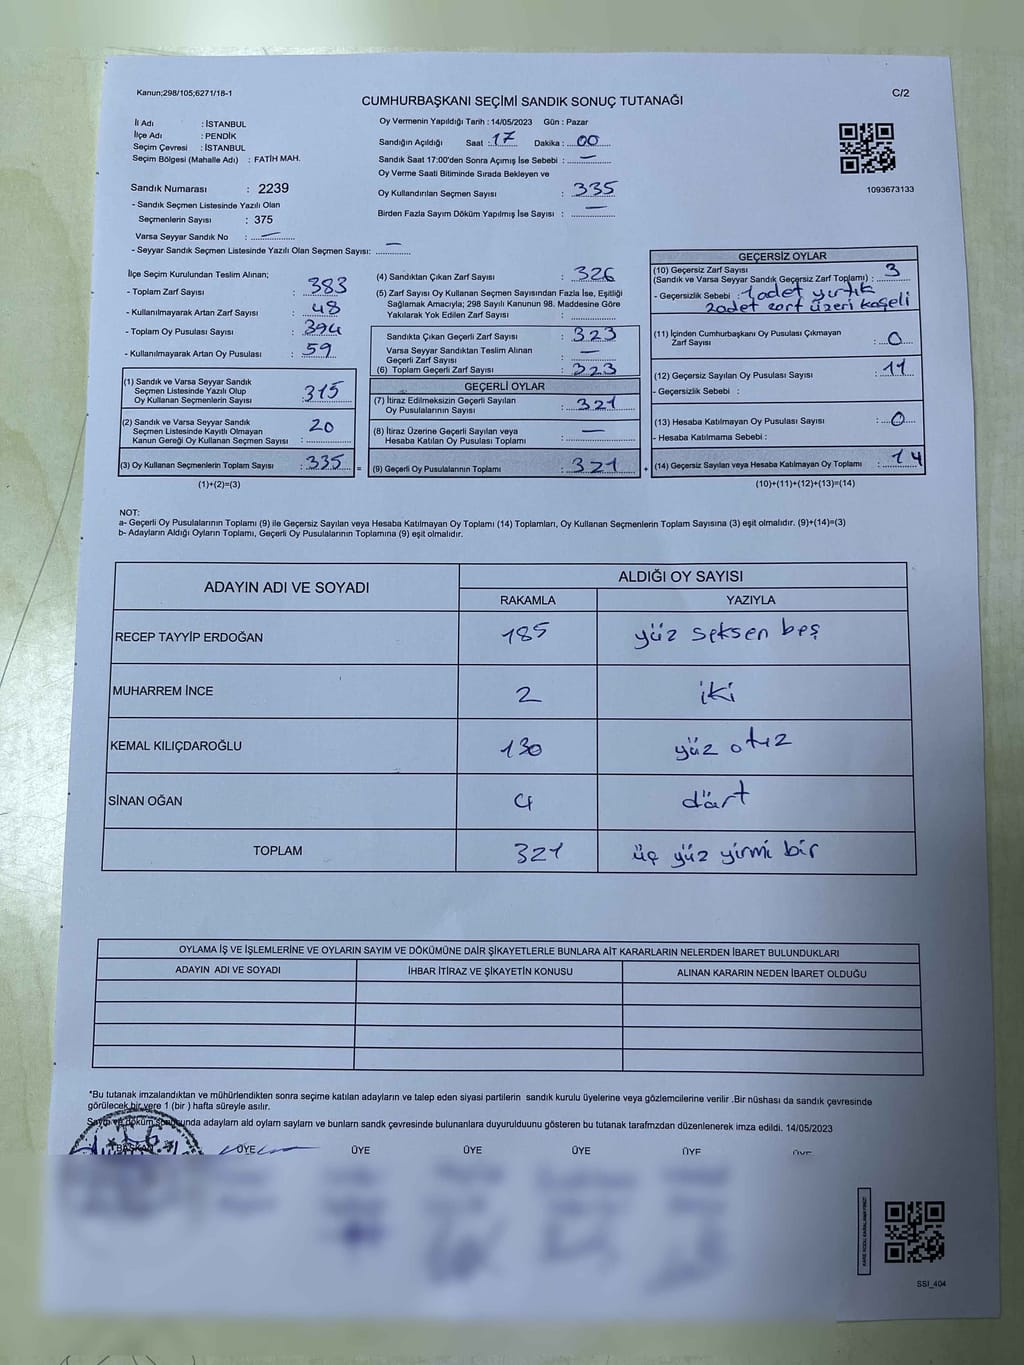 Kanun;298/105;6271/18-1
C/2
CUMHURBAŞKANI SEÇİMİ SANDIK SONUÇ TUTANAĞI
İl Adı : İSTANBUL
İlçe Adı : PENDİK
Seçim Çevresi : İSTANBUL
Seçim Bölgesi (Mahalle Adı) : FATİH MAH.
Sandık Numarası : 2239
- Sandık Seçmen Listesinde Yazılı Olan
Seçmenlerin Sayısı : 375
Varsa Seyyar Sandık No : —
- Seyyar Sandık Seçmen Listesinde Yazılı Olan Seçmen Sayısı: —
Oy Vermenin Yapıldığı Tarih : 14/05/2023 Gün : Pazar
Sandığın Açıldığı Saat : 17 Dakika : 00
Sandık Saat 17:00'den Sonra Açımış İse Sebebi : —
Oy Verme Saati Bitiminde Sırada Bekleyen ve
Oy Kullandırılan Seçmen Sayısı : 335
Birden Fazla Sayım Döküm Yapılmış İse Sayısı : —
1093673133
İlçe Seçim Kurulundan Teslim Alınan;
- Toplam Zarf Sayısı : 383
- Kullanılmayarak Artan Zarf Sayısı : 48
- Toplam Oy Pusulası Sayısı : 394
- Kullanılmayarak Artan Oy Pusulası : 59
(1) Sandık ve Varsa Seyyar Sandık
Seçmen Listesinde Yazılı Olup
Oy Kullanan Seçmenlerin Sayısı : 315
(2) Sandık ve Varsa Seyyar Sandık
Seçmen Listesinde Kayıtlı Olmayan
Kanun Gereği Oy Kullanan Seçmen Sayısı : 20
(3) Oy Kullanan Seçmenlerin Toplam Sayısı : 335 =
(1)+(2)=(3)
(4) Sandıktan Çıkan Zarf Sayısı : 326
(5) Zarf Sayısı Oy Kullanan Seçmen Sayısından Fazla İse, Eşitliği
Sağlamak Amacıyla; 298 Sayılı Kanunun 98. Maddesine Göre
Yakılarak Yok Edilen Zarf Sayısı :
Sandıkta Çıkan Geçerli Zarf Sayısı : 323
Varsa Seyyar Sandıktan Teslim Alınan
Geçerli Zarf Sayısı : —
(6) Toplam Geçerli Zarf Sayısı : 323
GEÇERLİ OYLAR
(7) İtiraz Edilmeksizin Geçerli Sayılan
Oy Pusulalarının Sayısı : 321
(8) İtiraz Üzerine Geçerli Sayılan veya
Hesaba Katılan Oy Pusulası Toplamı : —
(9) Geçerli Oy Pusulalarının Toplamı : 321 +
GEÇERSİZ OYLAR
(10) Geçersiz Zarf Sayısı
(Sandık ve Varsa Seyyar Sandık Geçersiz Zarf Toplamı) : 3
- Geçersizlik Sebebi : 1 adet yırtık
2 adet zarf üzeri kaşeli
(11) İçinden Cumhurbaşkanı Oy Pusulası Çıkmayan
Zarf Sayısı : 0
(12) Geçersiz Sayılan Oy Pusulası Sayısı : 11
- Geçersizlik Sebebi :
(13) Hesaba Katılmayan Oy Pusulası Sayısı : 0
- Hesaba Katılmama Sebebi :
(14) Geçersiz Sayılan veya Hesaba Katılmayan Oy Toplamı : 14
(10)+(11)+(12)+(13)=(14)
NOT:
a- Geçerli Oy Pusulalarının Toplamı (9) ile Geçersiz Sayılan veya Hesaba Katılmayan Oy Toplamı (14) Toplamları, Oy Kullanan Seçmenlerin Toplam Sayısına (3) eşit olmalıdır. (9)+(14)=(3)
b- Adayların Aldığı Oyların Toplamı, Geçerli Oy Pusulalarının Toplamına (9) eşit olmalıdır.
ADAYIN ADI VE SOYADI
ALDIĞI OY SAYISI
RAKAMLA YAZIYLA
RECEP TAYYİP ERDOĞAN 185 yüz seksen beş
MUHARREM İNCE 2 iki
KEMAL KILIÇDAROĞLU 130 yüz otuz
SİNAN OĞAN 4 dört
TOPLAM 321 üç yüz yirmi bir
OYLAMA İŞ VE İŞLEMLERİNE VE OYLARIN SAYIM VE DÖKÜMÜNE DAİR ŞİKAYETLERLE BUNLARA AİT KARARLARIN NELERDEN İBARET BULUNDUKLARI
ADAYIN ADI VE SOYADI İHBAR İTİRAZ VE ŞİKAYETİN KONUSU ALINAN KARARIN NEDEN İBARET OLDUĞU
*Bu tutanak imzalandıktan ve mühürlendikten sonra seçime katılan adayların ve talep eden siyasi partilerin sandık kurulu üyelerine veya gözlemcilerine verilir .Bir nüshası da sandık çevresinde
görülecek bir yere 1 (bir ) hafta süreyle asılır.
Sayım ve döküm sonucunda adayların ald oyların sayların ve bunların sandk çevresinde bulunanlara duyurulduunu gösteren bu tutanak tarafmzdan düzenlenerek imza edildi. 14/05/2023
BAŞKAN ÜYE ÜYE ÜYE ÜYE ÜYE ÜYE
KARE KODU KARALAMAYINIZ!
SSI_404